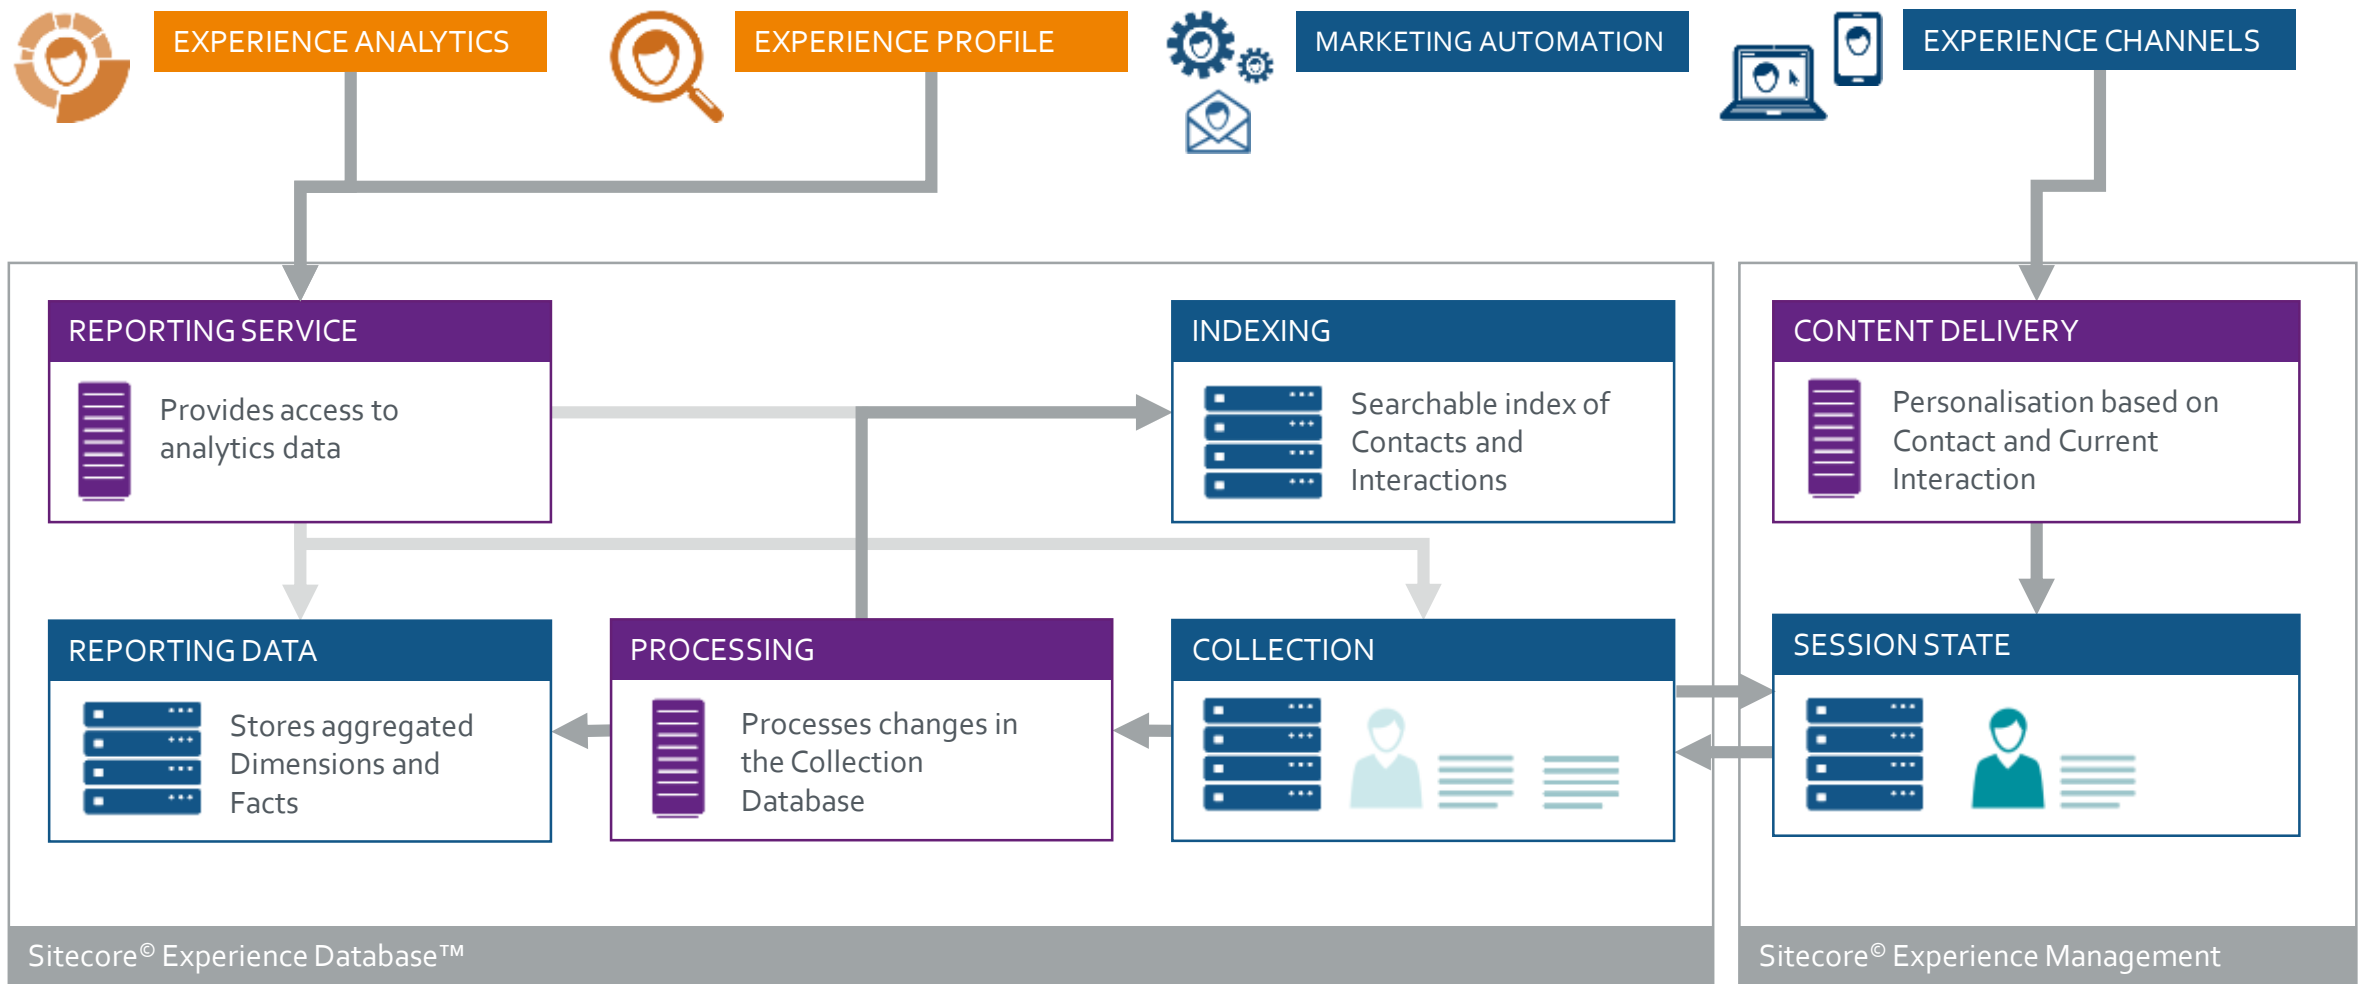 EXPERIENCE ANALYTICS
EXPERIENCE PROFILE
MARKETING AUTOMATION
EXPERIENCE CHANNELS
REPORTING SERVICE
Provides access to
analytics data
INDEXING
Searchable index of
Contacts and
Interactions
CONTENT DELIVERY
Personalisation based on
Contact and Current
Interaction
REPORTING DATA
Stores aggregated
Dimensions and
Facts
PROCESSING
Processes changes in
the Collection
Database
COLLECTION
SESSION STATE
Sitecore© Experience Database™
Sitecore© Experience Management